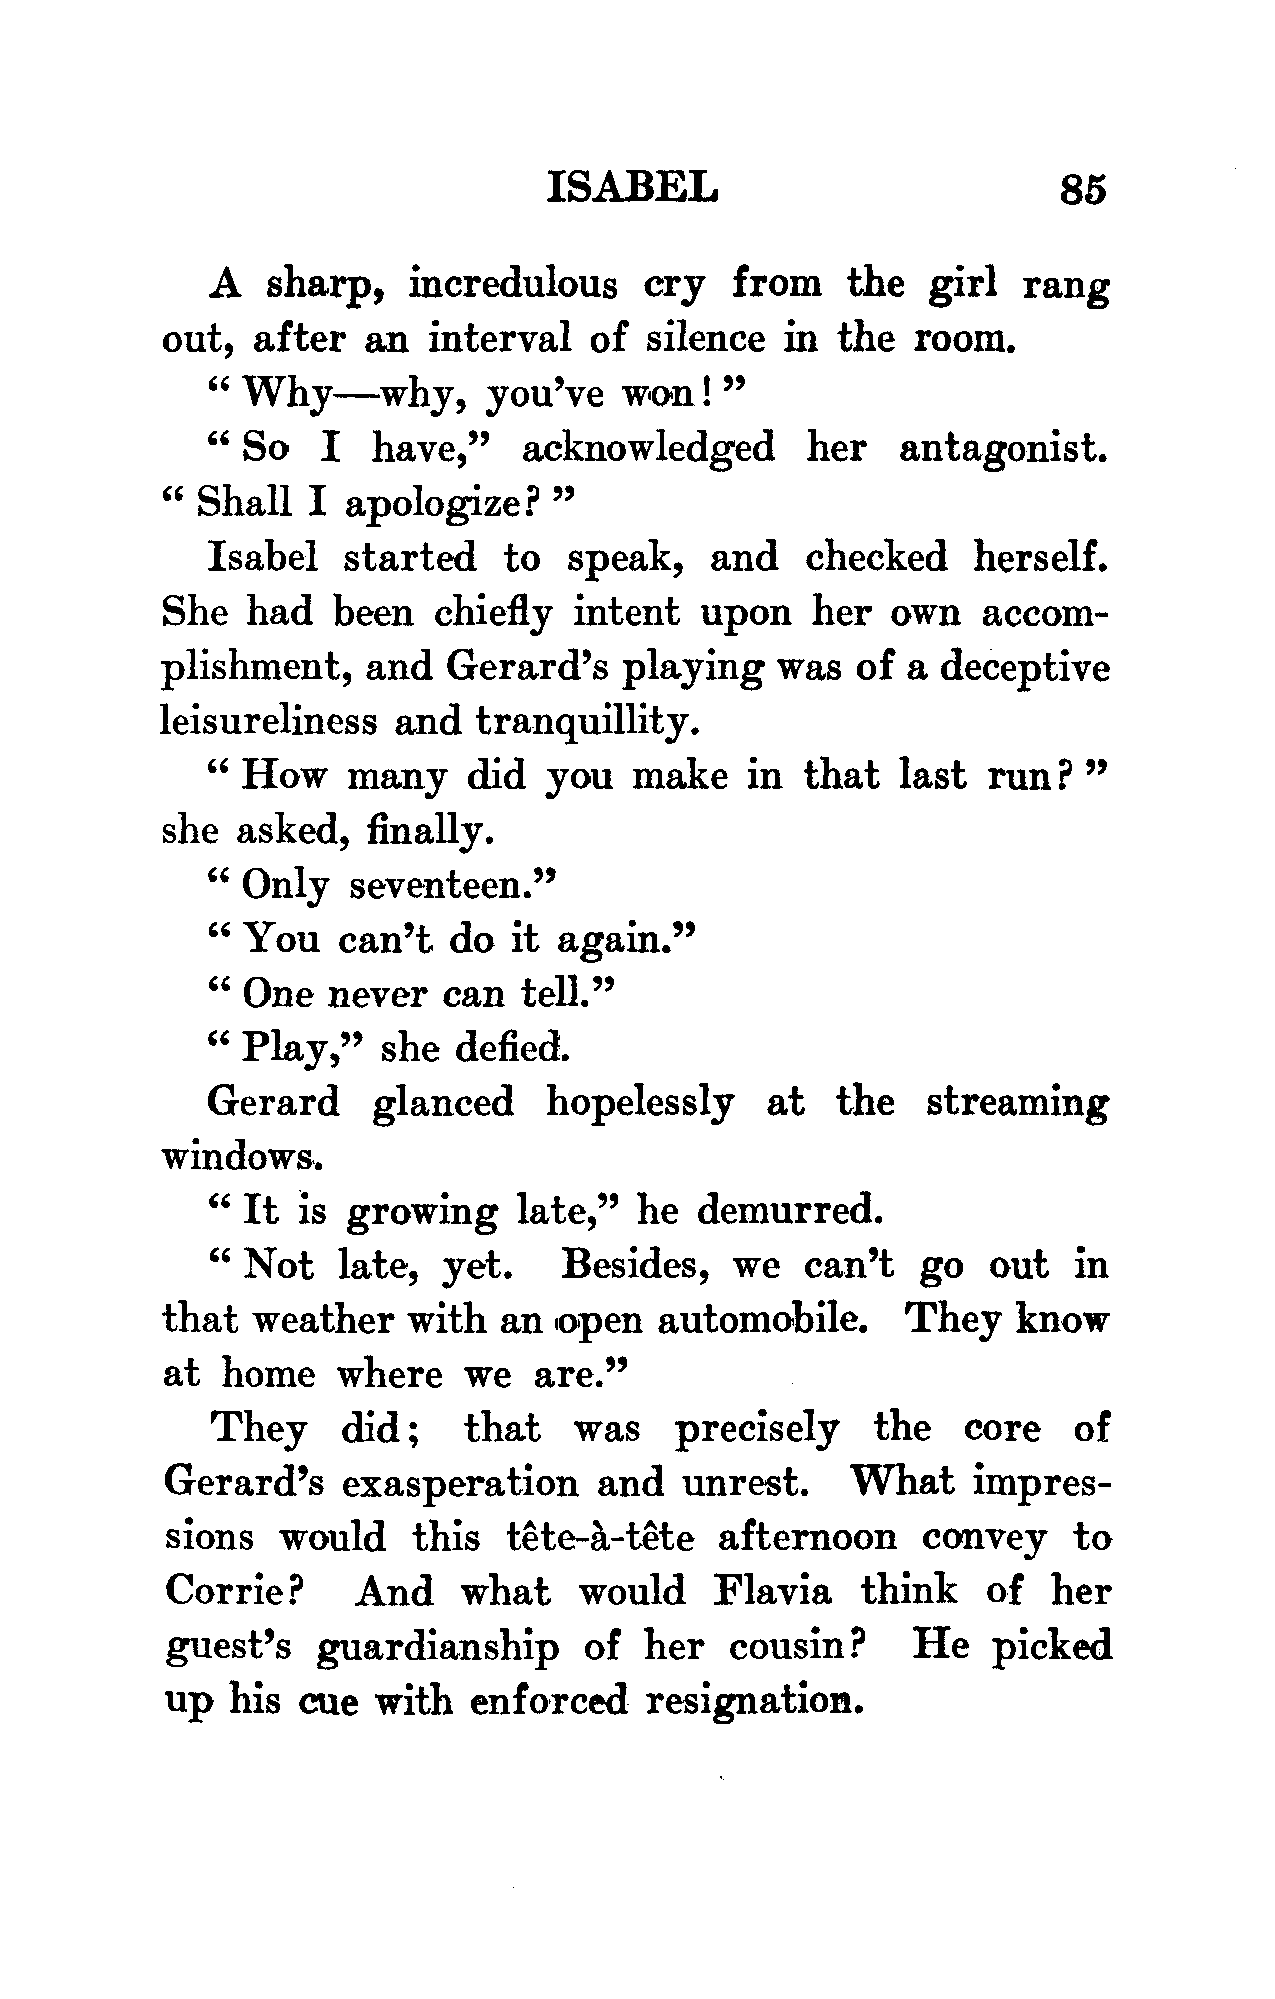 ISABEL 85
A sharp, incredulous cry from the girl rang
out, after an interval of silence in the room.
“ Why—why, you’ve won! ”
“ So I have,” acknowledged her antagonist.
“ Shall I apologize? ”
Isabel started to speak, and checked herself.
She had been chiefly intent upon her own accom-
plishment, and Gerard’s playing was of a deceptive
leisureliness and tranquillity.
“ How many did you make in that last run? ”
she asked, finally.
“ Only seventeen.”
“ You can’t do it again.”
“ One never can tell.”
“ Play,” she defied.
Gerard glanced hopelessly at the streaming
windows.
“ It is growing late,” he demurred.
“ Not late, yet. Besides, we can’t go out in
that weather with an open automobile. They know
at home where we are.”
They did; that was precisely the core of
Gerard’s exasperation and unrest. What impres-
sions would this tête-à-tête afternoon convey to
Corrie? And what would Flavia think of her
guest’s guardianship of her cousin? He picked
up his cue with enforced resignation.